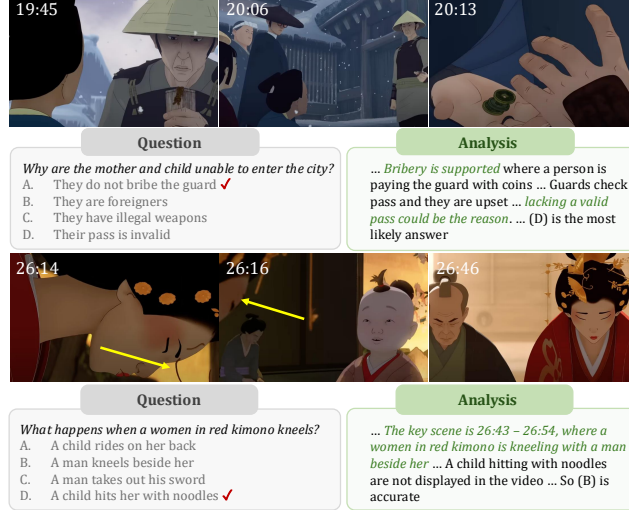 19:45
20:06
20:13
Question
Why are the mother and child unable to enter the city?
A. They do not bribe the guard ✓
B. They are foreigners
C. They have illegal weapons
D. Their pass is invalid
Analysis
... Bribery is supported where a person is
paying the guard with coins ... Guards check
pass and they are upset ... lacking a valid
pass could be the reason. ... (D) is the most
likely answer
26:14
26:16
26:46
Question
What happens when a women in red kimono kneels?
A. A child rides on her back
B. A man kneels beside her
C. A man takes out his sword
D. A child hits her with noodles ✓
Analysis
... The key scene is 26:43 – 26:54, where a
women in red kimono is kneeling with a man
beside her ... A child hitting with noodles
are not displayed in the video ... So (B) is
accurate